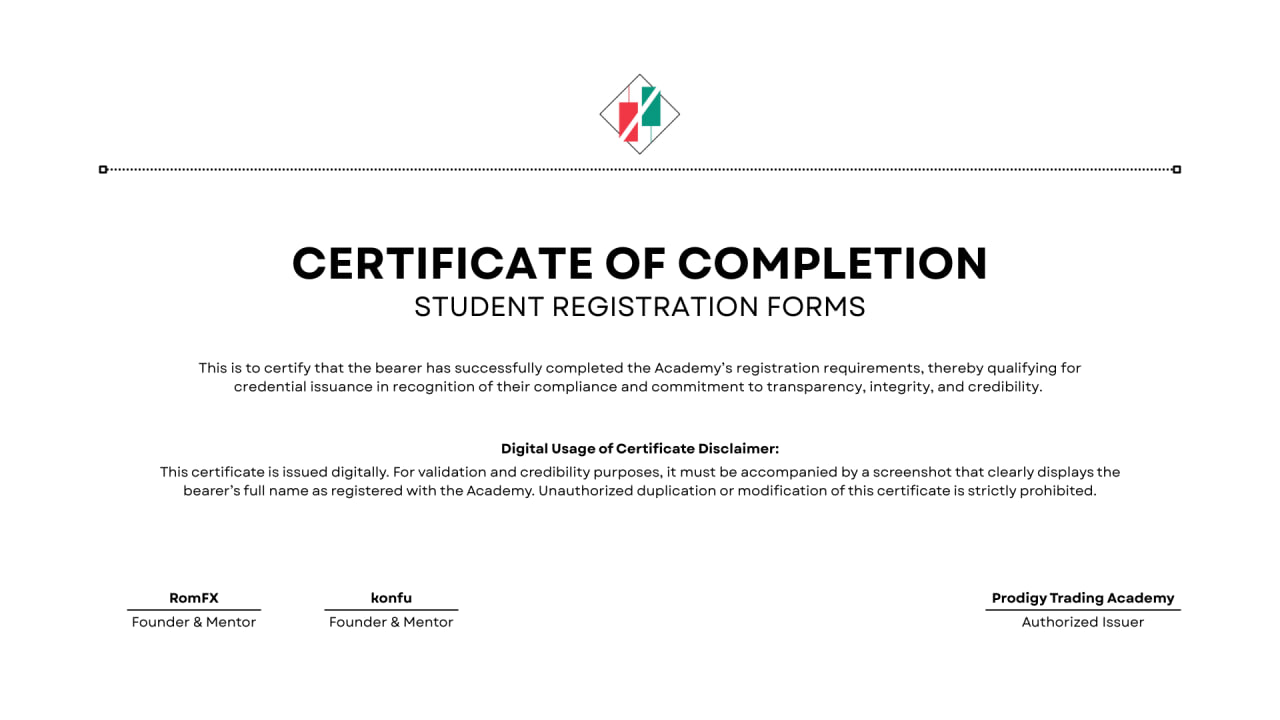 CERTIFICATE OF COMPLETION
STUDENT REGISTRATION FORMS
This is to certify that the bearer has successfully completed the Academy’s registration requirements, thereby qualifying for
credential issuance in recognition of their compliance and commitment to transparency, integrity, and credibility.
Digital Usage of Certificate Disclaimer:
This certificate is issued digitally. For validation and credibility purposes, it must be accompanied by a screenshot that clearly displays the
bearer’s full name as registered with the Academy. Unauthorized duplication or modification of this certificate is strictly prohibited.
RomFX
Founder & Mentor
konfu
Founder & Mentor
Prodigy Trading Academy
Authorized Issuer